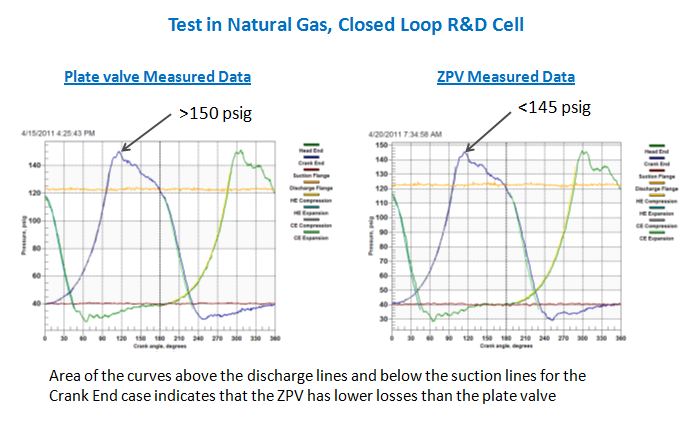 Test in Natural Gas, Closed Loop R&D Cell
Plate valve Measured Data
ZPV Measured Data
>150 psig
<145 psig
4/15/2011 4:25:43 PM
Pressure, psig
140
120
100
80
60
40
0 30 60 90 120 150 180 210 240 270 300 330 360
Crank angle, degrees
Head End
Crank End
Suction Flange
Discharge Flange
HE Compression
HE Expansion
CE Compression
CE Expansion
4/20/2011 7:34:58 AM
Pressure, psig
150
140
130
120
110
100
90
80
70
60
50
40
30
0 30 60 90 120 150 180 210 240 270 300 330 360
Crank angle, degrees
Head End
Crank End
Suction Flange
Discharge Flange
HE Compression
HE Expansion
CE Compression
CE Expansion
Area of the curves above the discharge lines and below the suction lines for the
Crank End case indicates that the ZPV has lower losses than the plate valve